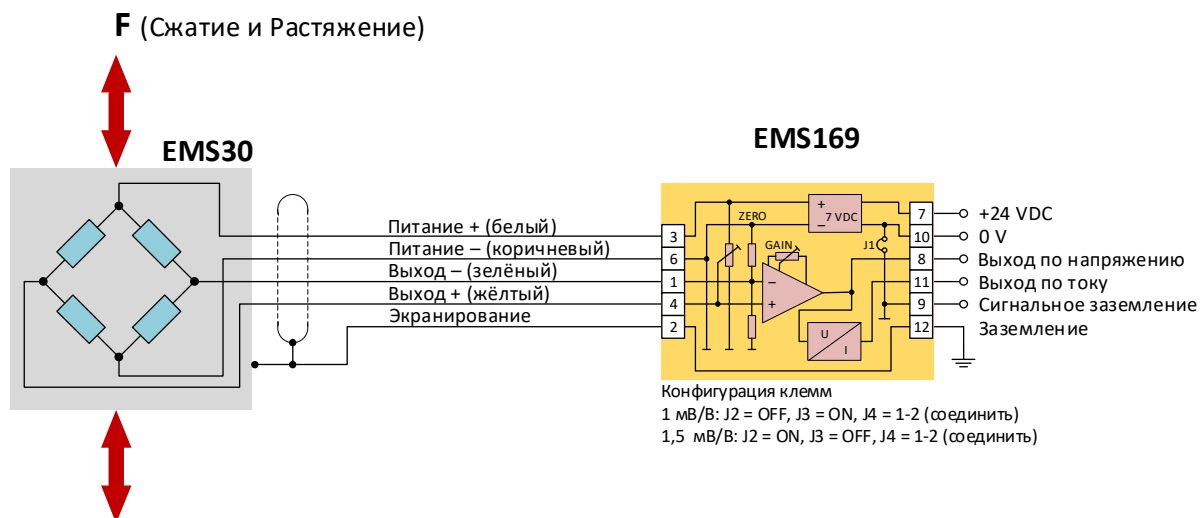 F (Сжатие и Растяжение)
EMS30
EMS169
Питание + (белый)
Питание – (коричневый)
Выход – (зелёный)
Выход + (жёлтый)
Экранирование
3
6
1
4
2
ZERO
GAIN
+
7 VDC
–
J1
–
+
U
I
7
10
8
11
9
12
+24 VDC
0 V
Выход по напряжению
Выход по току
Сигнальное заземление
Заземление
Конфигурация клемм
1 мВ/В: J2 = OFF, J3 = ON, J4 = 1-2 (соединить)
1,5 мВ/В: J2 = ON, J3 = OFF, J4 = 1-2 (соединить)